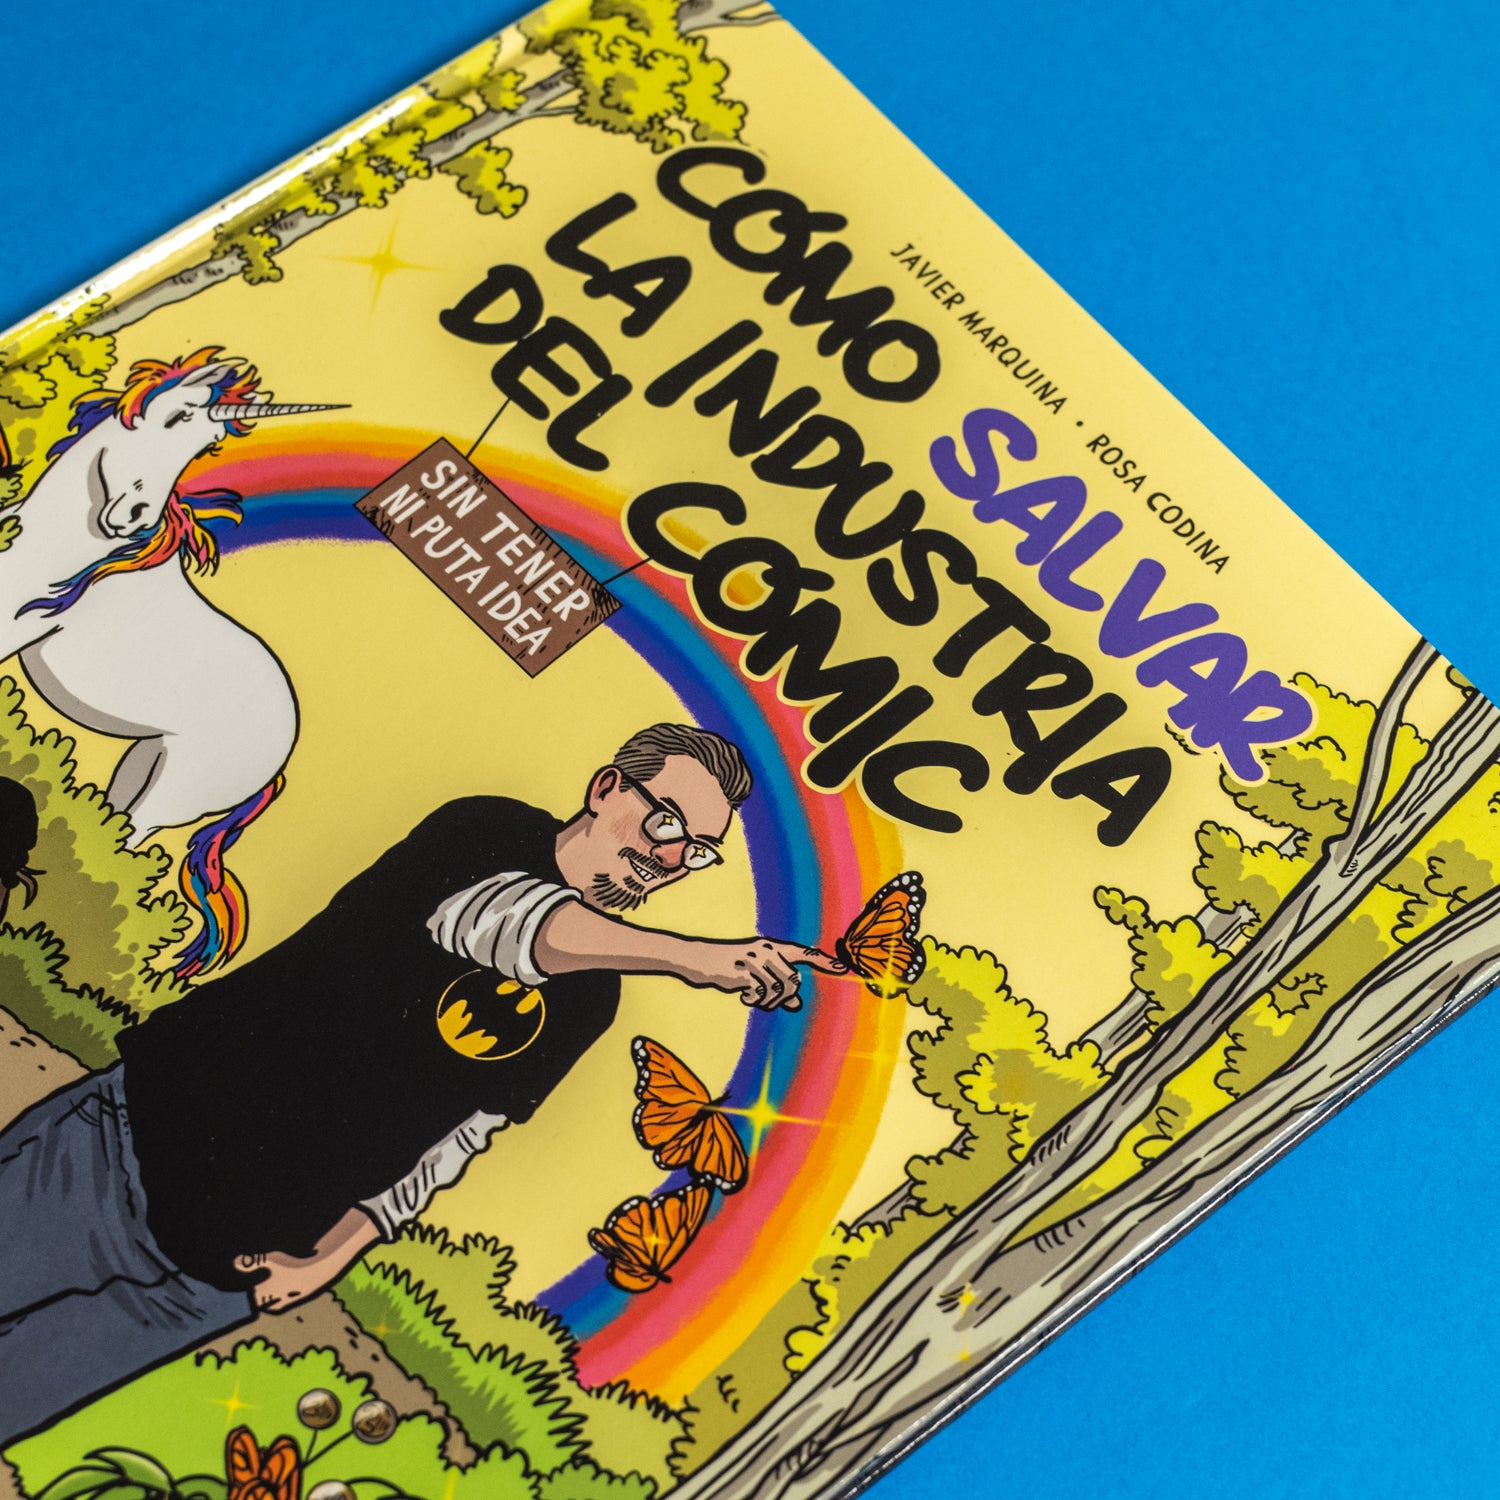 JAVIER MARQUINA · ROSA CODINA
CÓMO SALVAR
LA INDUSTRIA
DEL CÓMIC
SIN TENER
NI PUTA IDEA